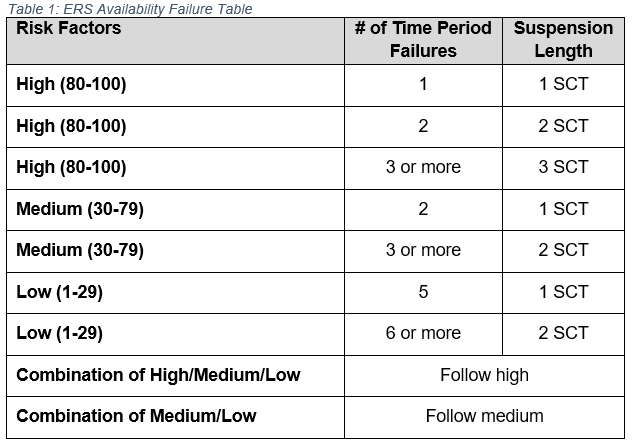 Table 1: ERS Availability Failure Table
Risk Factors # of Time Period Failures Suspension Length
High (80-100) 1 1 SCT
High (80-100) 2 2 SCT
High (80-100) 3 or more 3 SCT
Medium (30-79) 2 1 SCT
Medium (30-79) 3 or more 2 SCT
Low (1-29) 5 1 SCT
Low (1-29) 6 or more 2 SCT
Combination of High/Medium/Low Follow high
Combination of Medium/Low Follow medium